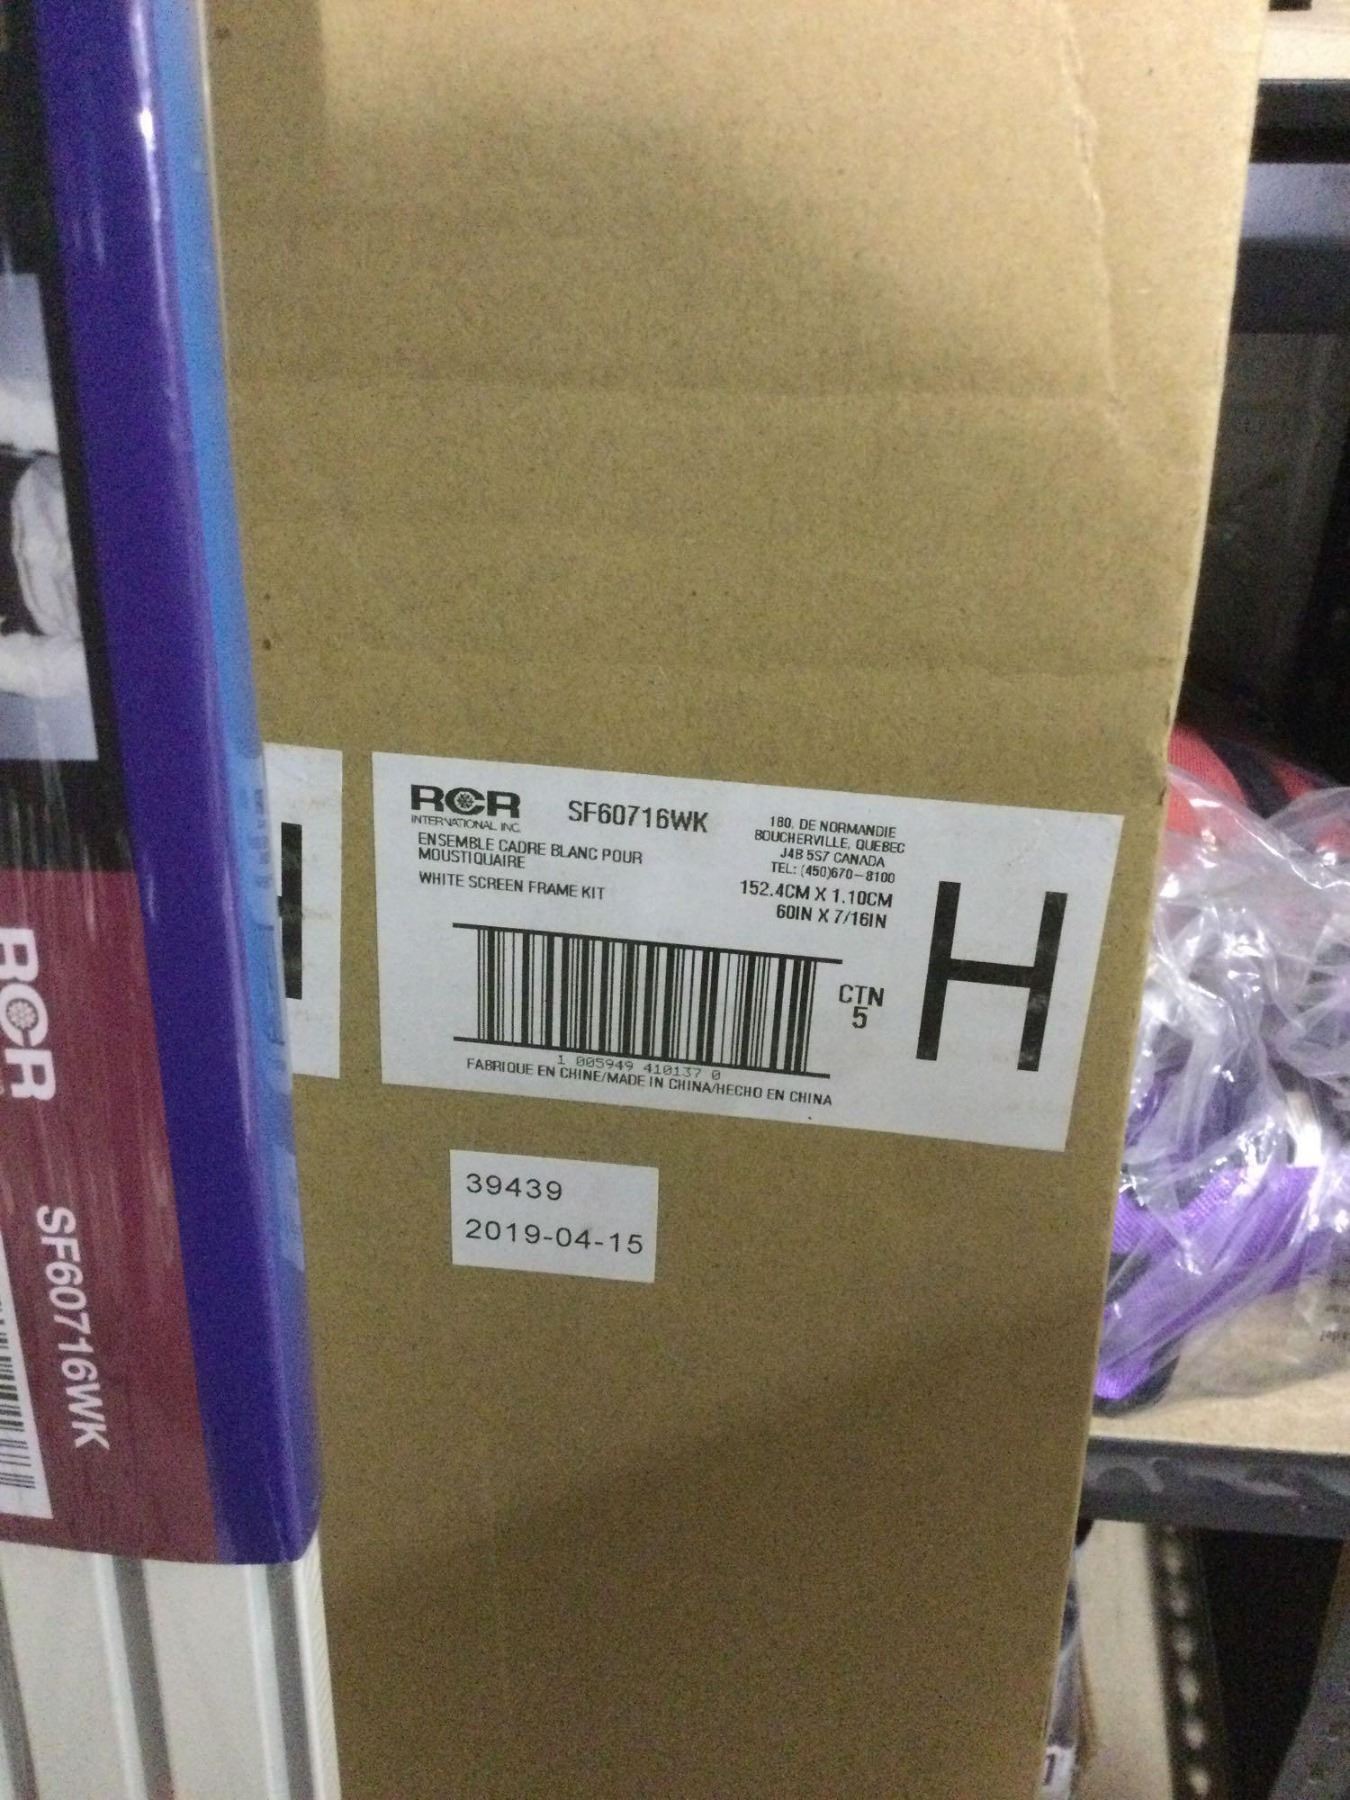 RCR
INTERNATIONAL INC.
SF60716WK
180, DE NORMANDIE
BOUCHERVILLE, QUEBEC
J4B 5S7 CANADA
TEL: (450)670-8100
ENSEMBLE CADRE BLANC POUR
MOUSTIQUAIRE
WHITE SCREEN FRAME KIT
152.4CM X 1.10CM
60IN X 7/16IN
CTN
5
H
1 005949 410137 0
FABRIQUE EN CHINE/MADE IN CHINA/HECHO EN CHINA
39439
2019-04-15
RCR
SF60716WK